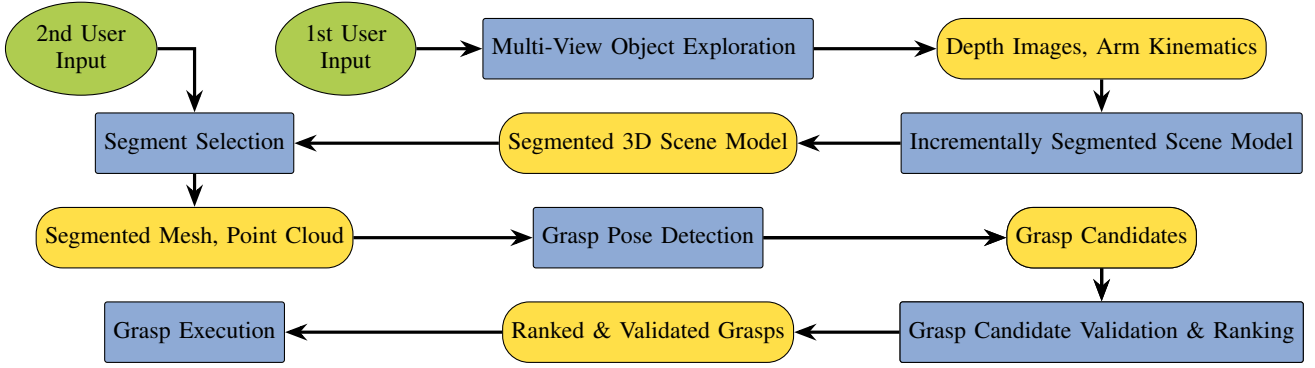 2nd User
Input
1st User
Input
Multi-View Object Exploration
Depth Images, Arm Kinematics
Segment Selection
Segmented 3D Scene Model
Incrementally Segmented Scene Model
Segmented Mesh, Point Cloud
Grasp Pose Detection
Grasp Candidates
Grasp Execution
Ranked & Validated Grasps
Grasp Candidate Validation & Ranking